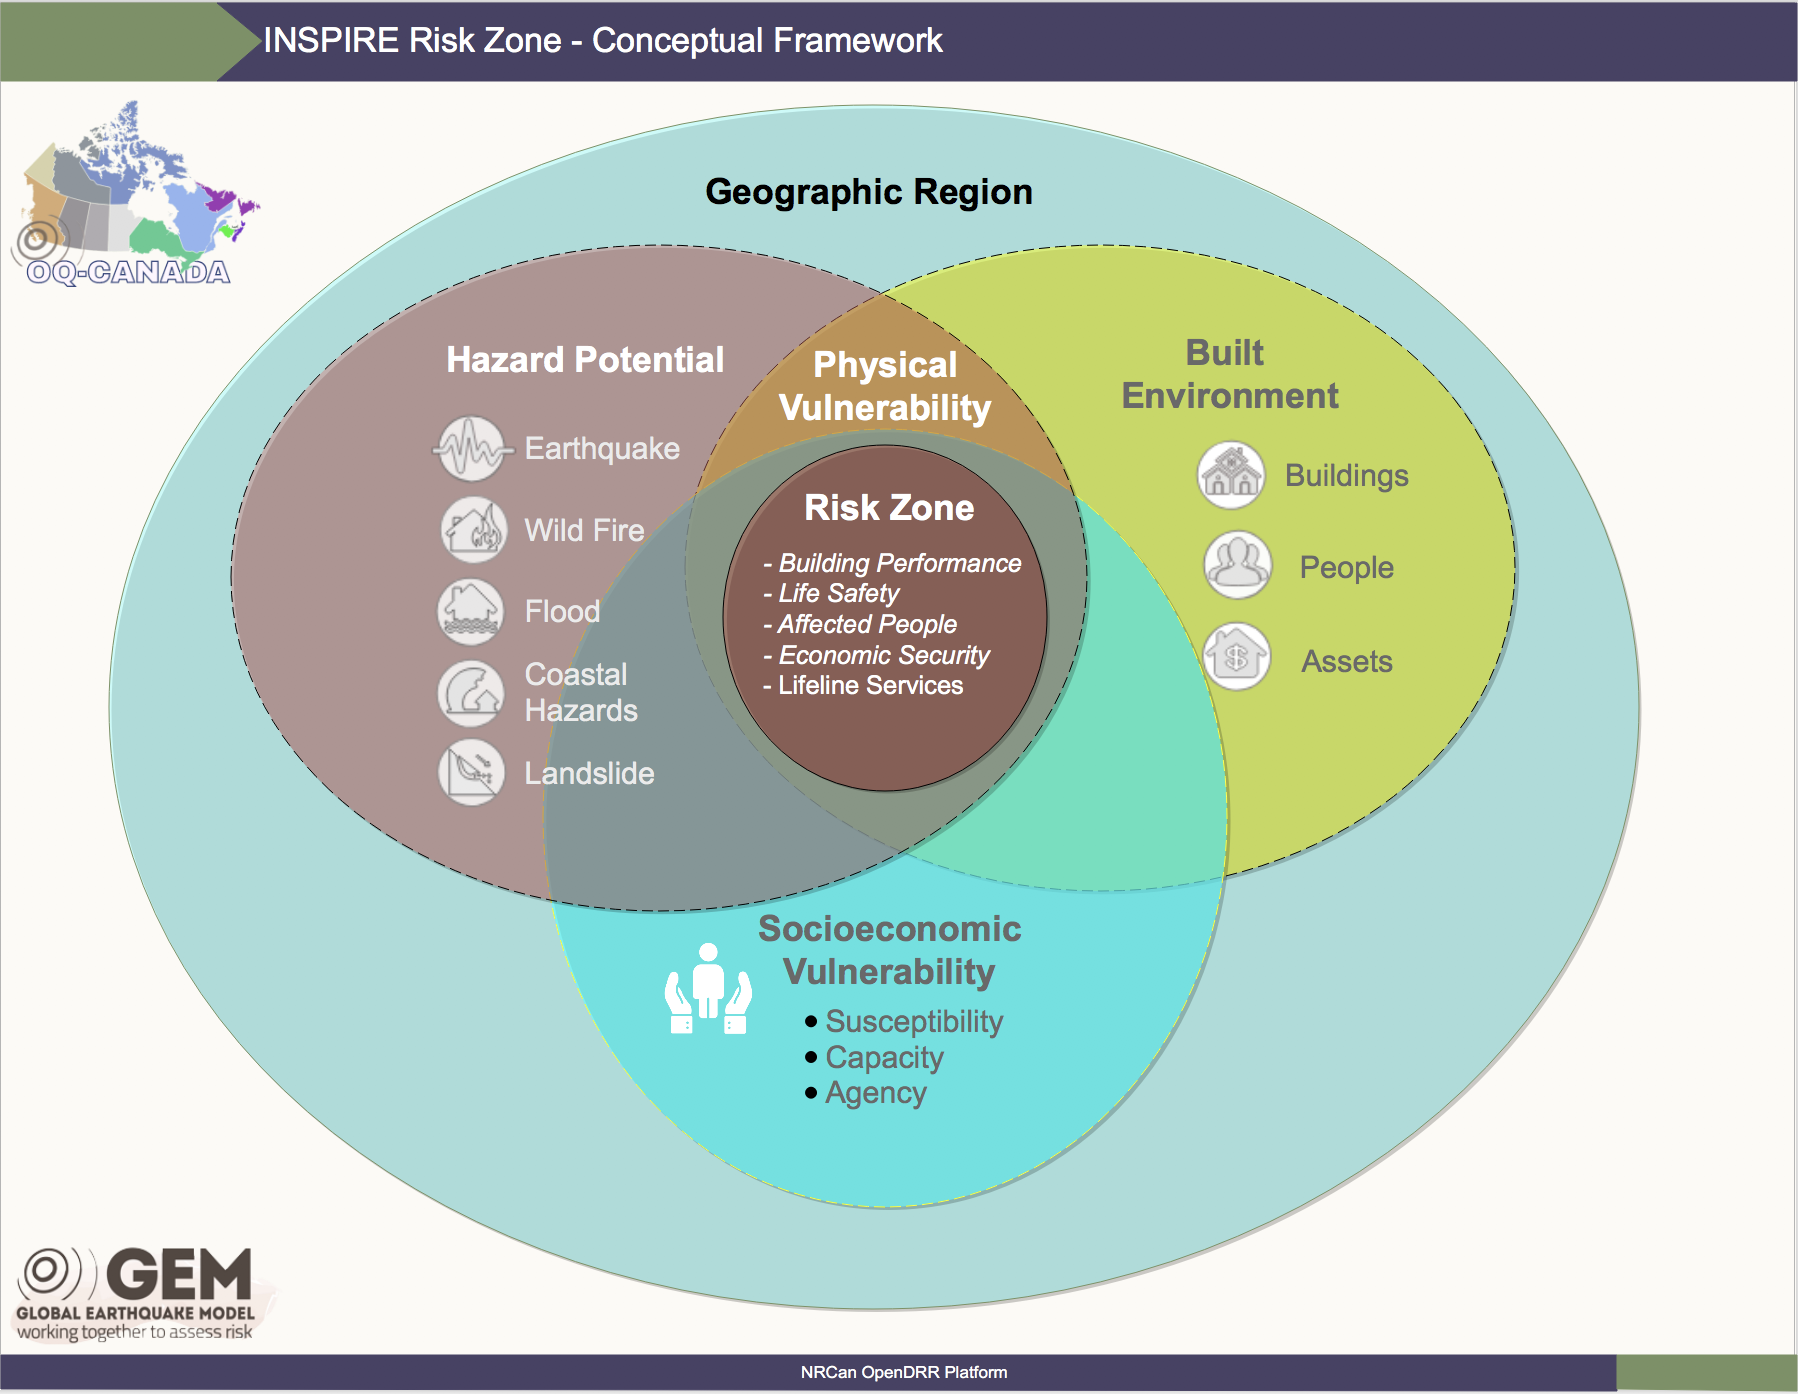 INSPIRE Risk Zone - Conceptual Framework
OQ-CANADA
Geographic Region
Hazard Potential
Earthquake
Wild Fire
Flood
Coastal
Hazards
Landslide
Physical
Vulnerability
Built
Environment
Buildings
People
Assets
Risk Zone
- Building Performance
- Life Safety
- Affected People
- Economic Security
- Lifeline Services
Socioeconomic
Vulnerability
• Susceptibility
• Capacity
• Agency
GEM
GLOBAL EARTHQUAKE MODEL
working together to assess risk
NRCan OpenDRR Platform